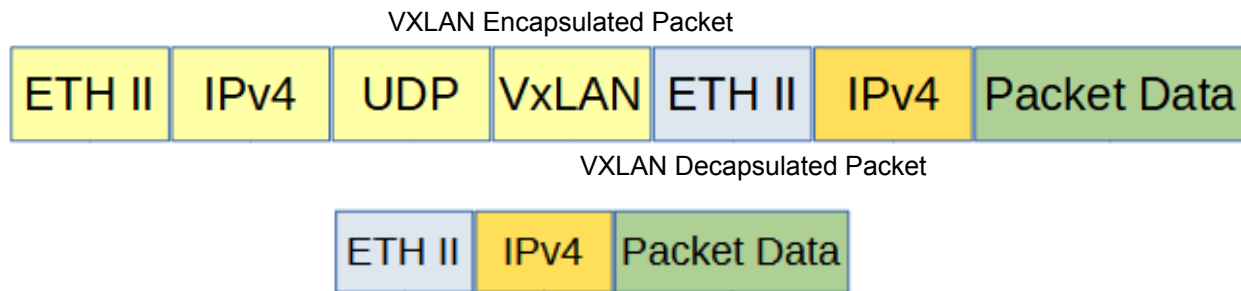 VXLAN Encapsulated Packet
ETH II IPv4 UDP VxLAN ETH II IPv4 Packet Data
VXLAN Decapsulated Packet
ETH II IPv4 Packet Data